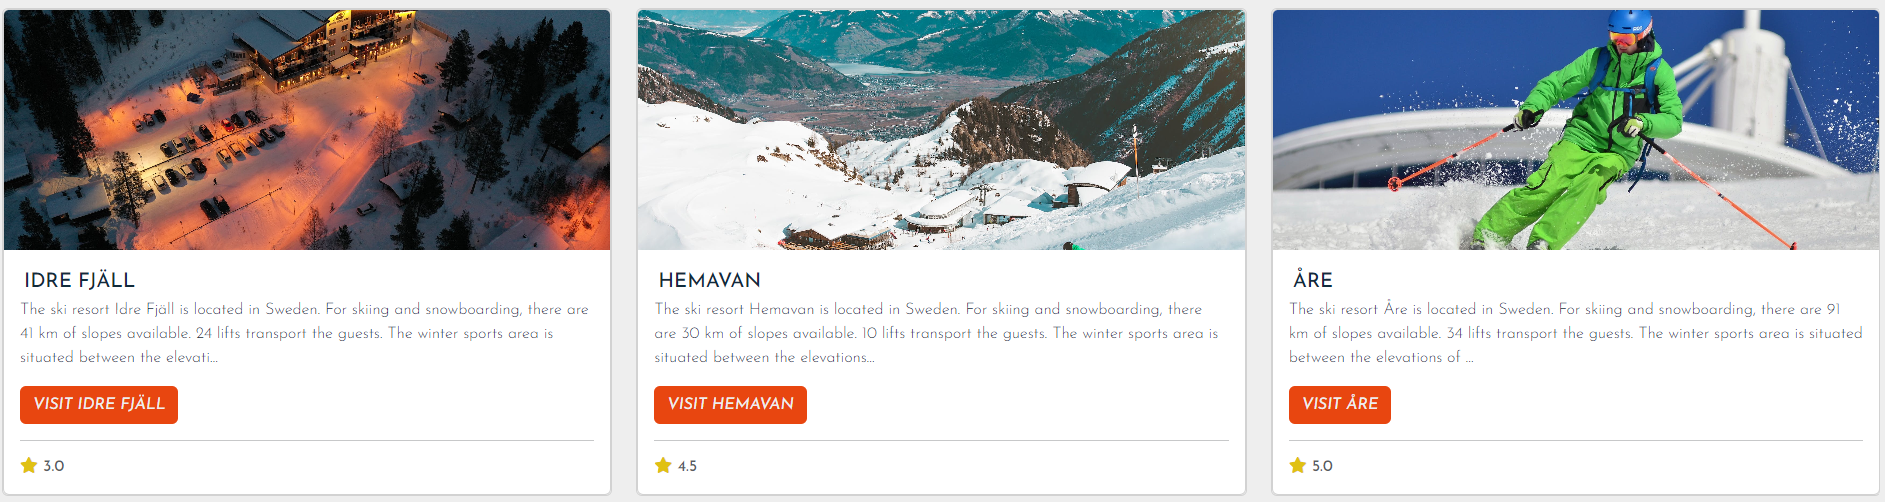 IDRE FJÄLL
The ski resort Idre Fjäll is located in Sweden. For skiing and snowboarding, there are
41 km of slopes available. 24 lifts transport the guests. The winter sports area is
situated between the elevati...
VISIT IDRE FJÄLL
3.0
HEMAVAN
The ski resort Hemavan is located in Sweden. For skiing and snowboarding, there
are 30 km of slopes available. 10 lifts transport the guests. The winter sports area is
situated between the elevations...
VISIT HEMAVAN
4.5
ÅRE
The ski resort Åre is located in Sweden. For skiing and snowboarding, there are 91
km of slopes available. 34 lifts transport the guests. The winter sports area is situated
between the elevations of ...
VISIT ÅRE
5.0